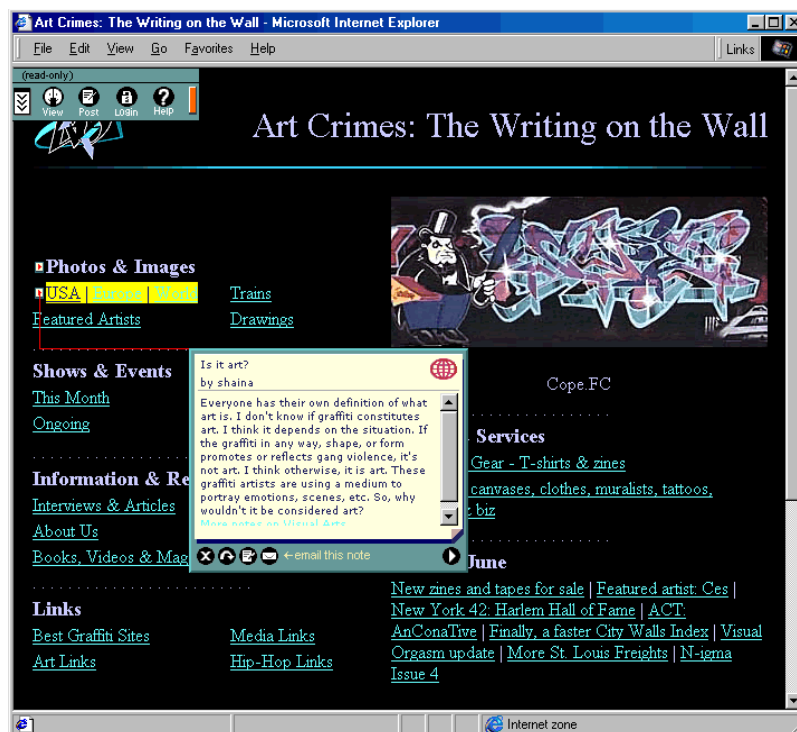 Art Crimes: The Writing on the Wall - Microsoft Internet Explorer
File Edit View Go Favorites Help
Links
(read-only)
View Post Login Help
Art Crimes: The Writing on the Wall
Photos & Images
USA | Europe | World
Trains
Featured Artists
Drawings
Shows & Events
This Month
Ongoing
Information & Re
Interviews & Articles
About Us
Books, Videos & Mag
Links
Best Graffiti Sites
Media Links
Art Links
Hip-Hop Links
Is it art?
by shaina
Everyone has their own definition of what
art is. I don't know if graffiti constitutes
art. I think it depends on the situation. If
the graffiti in any way, shape, or form
promotes or reflects gang violence, it's
not art. I think otherwise, it is art. These
graffiti artists are using a medium to
portray emotions, scenes, etc. So, why
wouldn't it be considered art?
More notes on Visual Arts
←email this note
Cope.FC
Services
Gear - T-shirts & zines
canvases, clothes, muralists, tattoos,
biz
June
New zines and tapes for sale | Featured artist: Ces |
New York 42: Harlem Hall of Fame | ACT:
AnConaTive | Finally, a faster City Walls Index | Visual
Orgasm update | More St. Louis Freights | N-igma
Issue 4
Internet zone